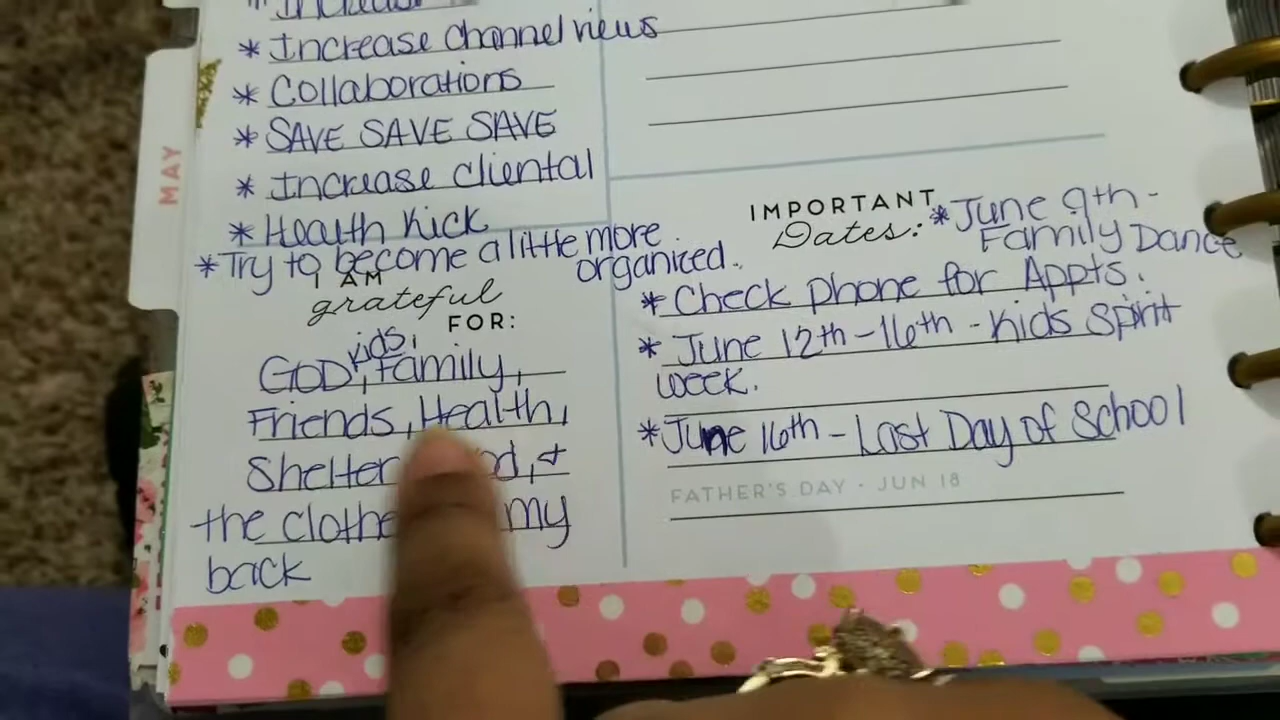 * Increase channel views
* Collaborations
* SAVE SAVE SAVE
* Increase cliental
* Health Kick
* Try to become a little more
organized.
MAY
I AM
grateful
FOR:
kids,
GOD, family,
Friends, Health,
Shelter
the clothe my
back
IMPORTANT
Dates: * June 9th -
Family Dance
* Check phone for Appts.
* June 12th-16th - Kids Spirit
week.
* June 16th - Last Day of School
FATHER'S DAY • JUN 18